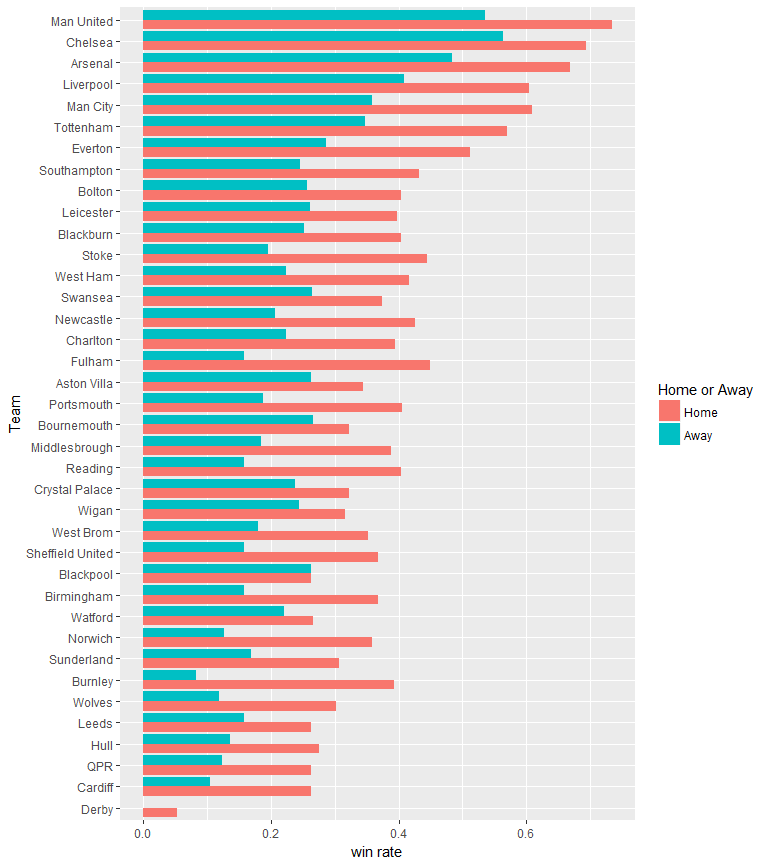 Team
Man United
Chelsea
Arsenal
Liverpool
Man City
Tottenham
Everton
Southampton
Bolton
Leicester
Blackburn
Stoke
West Ham
Swansea
Newcastle
Charlton
Fulham
Aston Villa
Portsmouth
Bournemouth
Middlesbrough
Reading
Crystal Palace
Wigan
West Brom
Sheffield United
Blackpool
Birmingham
Watford
Norwich
Sunderland
Burnley
Wolves
Leeds
Hull
QPR
Cardiff
Derby
0.0 0.2 0.4 0.6
win rate
Home or Away
Home
Away